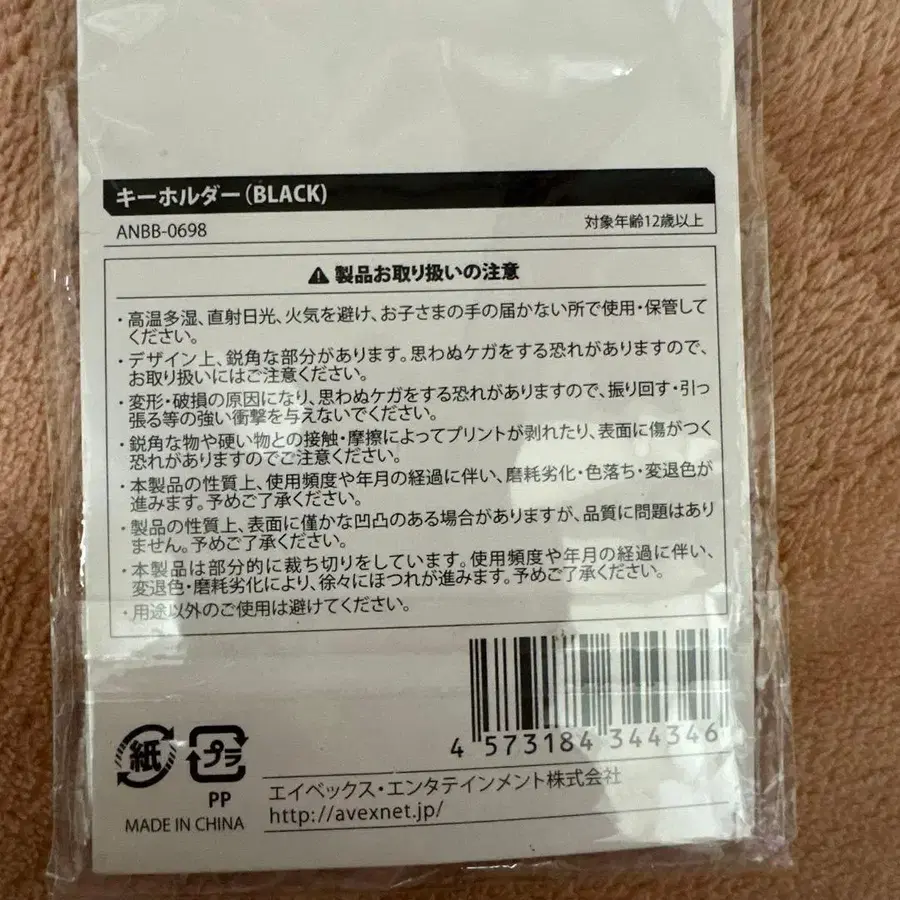 キーホルダー(BLACK)
ANBB-0698
対象年齢12歳以上
製品お取り扱いの注意
・高温多湿、直射日光、火気を避け、お子さまの手の届かない所で使用・保管して
ください。
・デザイン上、鋭角な部分があります。思わぬケガをする恐れがありますので、
お取り扱いにはご注意ください。
・変形・破損の原因になり、思わぬケガをする恐れがありますので、振り回す・引っ
張る等の強い衝撃を与えないでください。
・鋭角な物や硬い物との接触・摩擦によってプリントが剥れたり、表面に傷がつく
恐れがありますのでご注意ください。
・本製品の性質上、使用頻度や年月の経過に伴い、磨耗劣化・色落ち・変退色が
進みます。予めご了承ください。
・製品の性質上、表面に僅かな凹凸のある場合がありますが、品質に問題はあり
ません。予めご了承ください。
・本製品は部分的に裁ち切りをしています。使用頻度や年月の経過に伴い、
変退色・磨耗劣化により、徐々にほつれが進みます。予めご了承ください。
・用途以外のご使用は避けてください。
4 573184 344346
紙
プラ
PP
MADE IN CHINA
エイベックス・エンタテインメント株式会社
http://avexnet.jp/